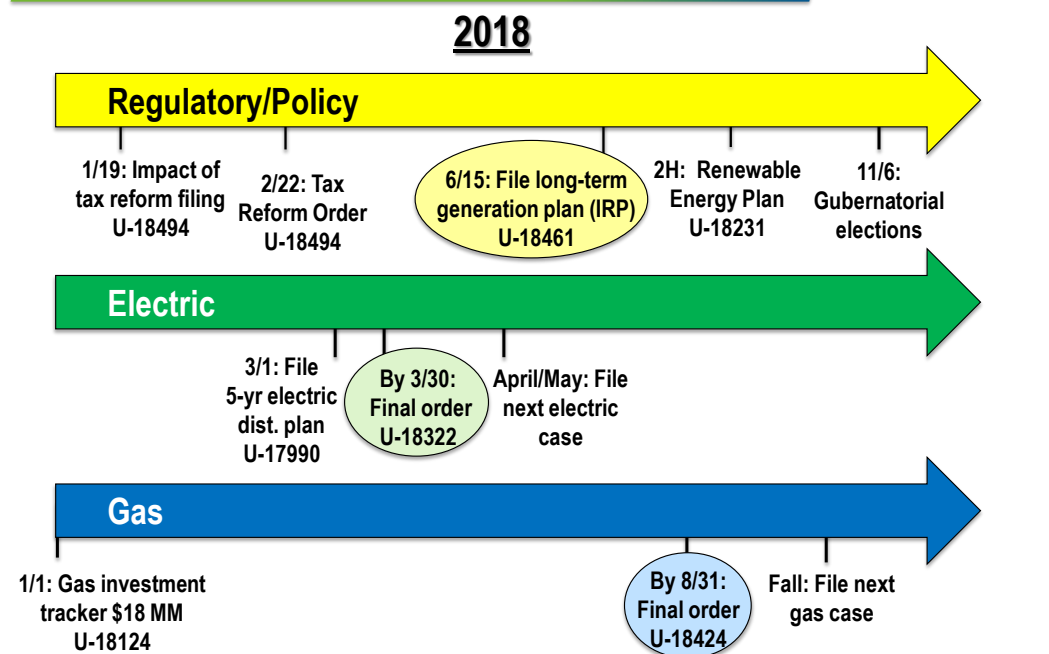 2018
Regulatory/Policy
1/19: Impact of
tax reform filing
U-18494
2/22: Tax
Reform Order
U-18494
6/15: File long-term
generation plan (IRP)
U-18461
2H:  Renewable
Energy Plan
U-18231
11/6:
Gubernatorial
elections
Electric
3/1: File
5-yr electric
dist. plan
U-17990
By 3/30:
Final order
U-18322
April/May: File
next electric
case
Gas
1/1: Gas investment
tracker $18 MM
U-18124
By 8/31:
Final order
U-18424
Fall: File next
gas case